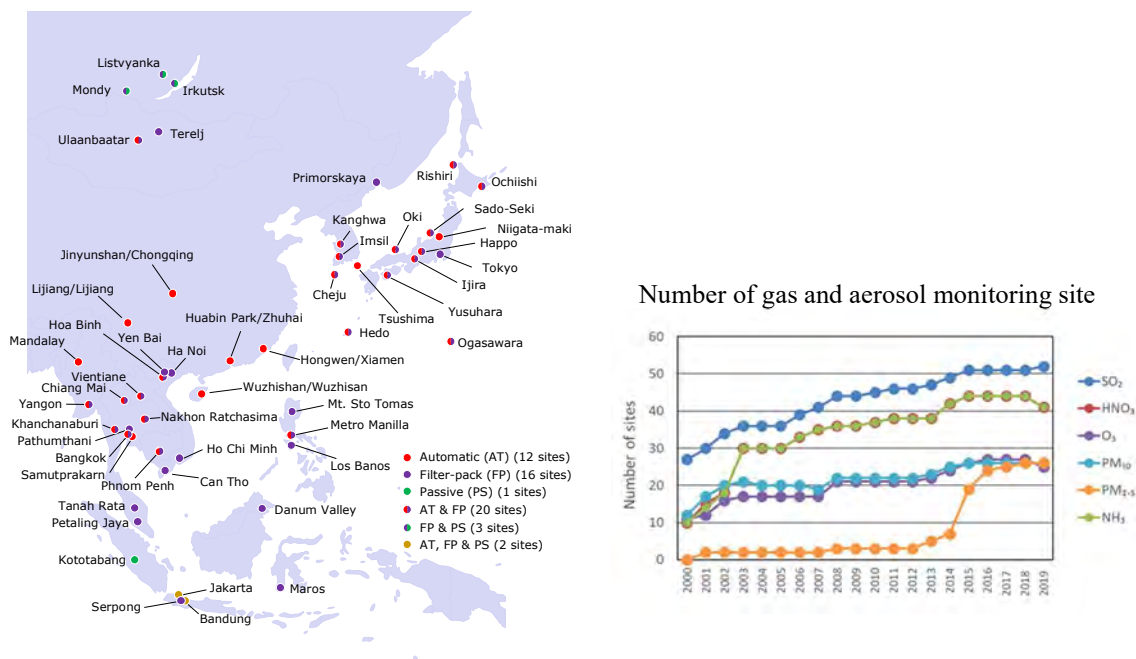 Listvyanka
Mondy
Irkutsk
Ulaanbaatar
Terelj
Primorskaya
Rishiri
Ochiishi
Sado-Seki
Oki
Niigata-maki
Kanghwa
Imsil
Happo
Tokyo
Jinyunshan/Chongqing
Ijira
Cheju
Lijiang/Lijiang
Yusuhara
Tsushima
Huabin Park/Zhuhai
Hoa Binh
Hedo
Yen Bai
Mandalay
Ha Noi
Ogasawara
Hongwen/Xiamen
Vientiane
Chiang Mai
Wuzhishan/Wuzhisan
Yangon
Mt. Sto Tomas
Nakhon Ratchasima
Khanchanaburi
Metro Manilla
Pathumthani
Ho Chi Minh
Bangkok
Los Banos
Samutprakarn
Can Tho
Phnom Penh
Tanah Rata
Danum Valley
Petaling Jaya
Kototabang
Jakarta
Maros
Serpong
Bandung
Automatic (AT) (12 sites)
Filter-pack (FP) (16 sites)
Passive (PS) (1 sites)
AT & FP (20 sites)
FP & PS (3 sites)
AT, FP & PS (2 sites)
Number of gas and aerosol monitoring site
Number of sites
60
50
40
30
20
10
0
2000
2001
2002
2003
2004
2005
2006
2007
2008
2009
2010
2011
2012
2013
2014
2015
2016
2017
2018
2019
SO₂
HNO₃
O₃
PM₁₀
PM₂.₅
NH₃